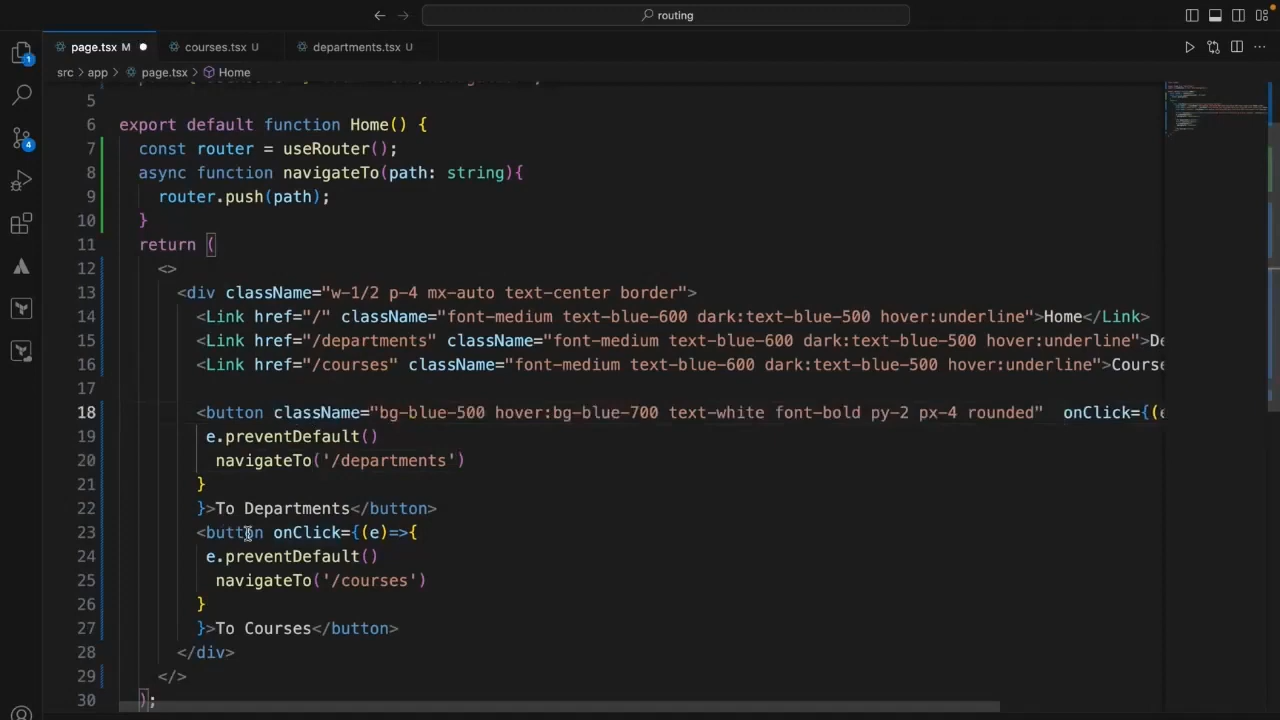 routing
page.tsx M
courses.tsx U
departments.tsx U
src > app > page.tsx > Home
1
4
5
6 export default function Home() {
7 const router = useRouter();
8 async function navigateTo(path: string){
9 router.push(path);
10 }
11 return (
12 <>
13 <div className="w-1/2 p-4 mx-auto text-center border">
14 <Link href="/" className="font-medium text-blue-600 dark:text-blue-500 hover:underline">Home</Link>
15 <Link href="/departments" className="font-medium text-blue-600 dark:text-blue-500 hover:underline">De
16 <Link href="/courses" className="font-medium text-blue-600 dark:text-blue-500 hover:underline">Course
17
18 <button className="bg-blue-500 hover:bg-blue-700 text-white font-bold py-2 px-4 rounded" onClick={(e
19 e.preventDefault()
20 navigateTo('/departments')
21 }
22 }>To Departments</button>
23 <button onClick={(e)=>{
24 e.preventDefault()
25 navigateTo('/courses')
26 }
27 }>To Courses</button>
28 </div>
29 </>
30 );